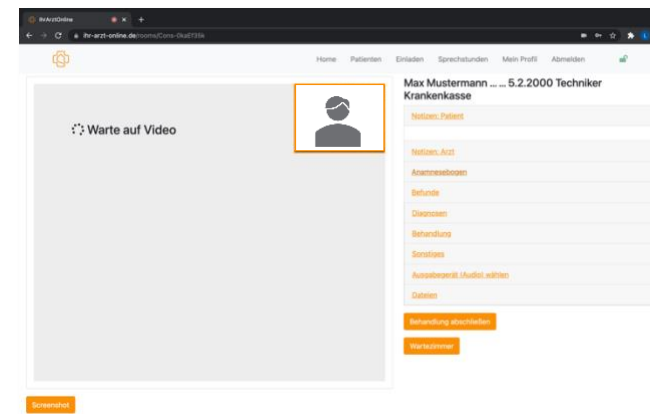 IhrArztOnline
ihr-arzt-online.de/rooms/Cons-0kaEf35k
Home Patienten Einladen Sprechstunden Mein Profil Abmelden
Warte auf Video
Max Mustermann ... ... 5.2.2000 Techniker
Krankenkasse
Notizen: Patient
Notizen: Arzt
Anamnesebogen
Befunde
Diagnosen
Behandlung
Sonstiges
Ausgabegerät (Audio) wählen
Dateien
Behandlung abschließen
Wartezimmer
Screenshot